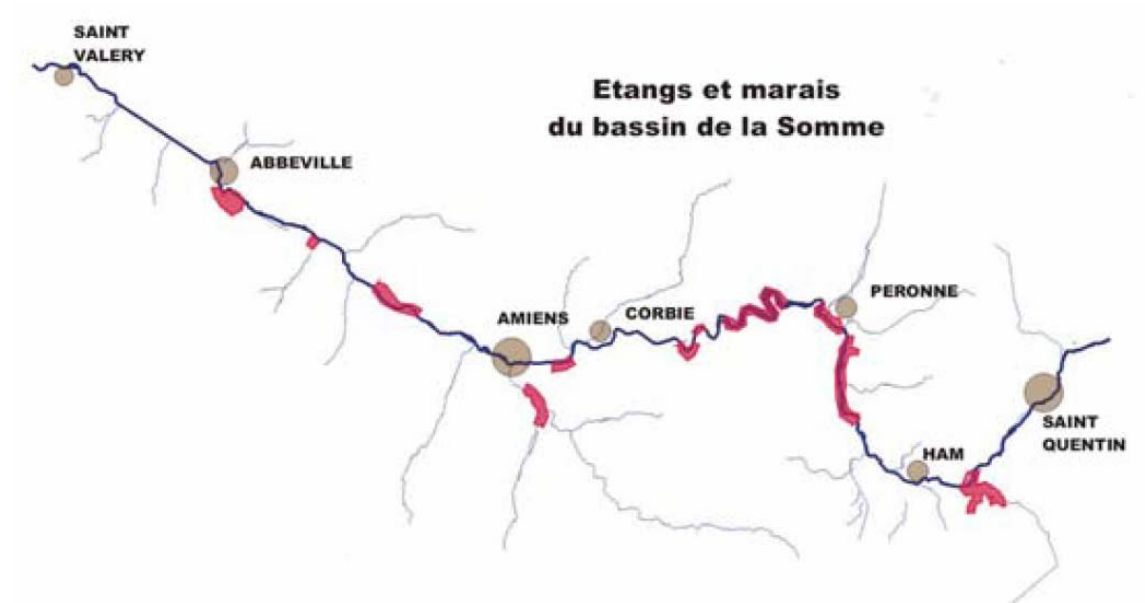 SAINT
VALERY
Etangs et marais
du bassin de la Somme
ABBEVILLE
PERONNE
AMIENS
CORBIE
SAINT
QUENTIN
HAM